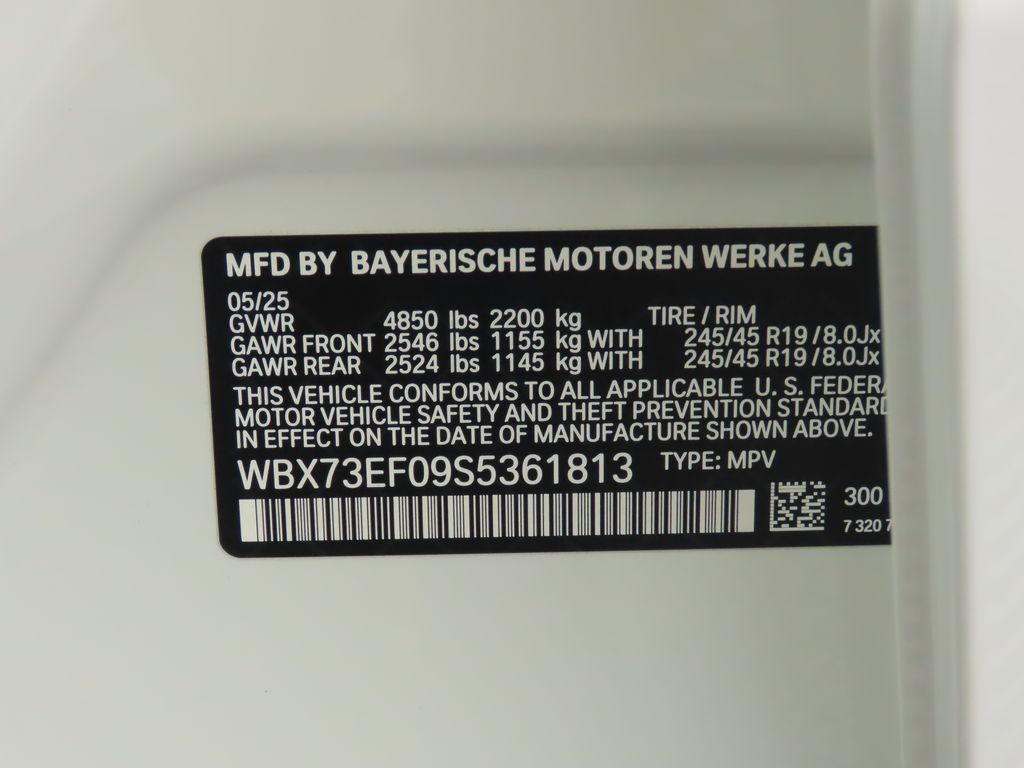 MFD BY BAYERISCHE MOTOREN WERKE AG
05/25
GVWR 4850 lbs 2200 kg TIRE / RIM
GAWR FRONT 2546 lbs 1155 kg WITH 245/45 R19/8.0Jx
GAWR REAR 2524 lbs 1145 kg WITH 245/45 R19/8.0Jx
THIS VEHICLE CONFORMS TO ALL APPLICABLE U. S. FEDERA
MOTOR VEHICLE SAFETY AND THEFT PREVENTION STANDARD
IN EFFECT ON THE DATE OF MANUFACTURE SHOWN ABOVE.
WBX73EF09S5361813 TYPE: MPV
300
7 320 7